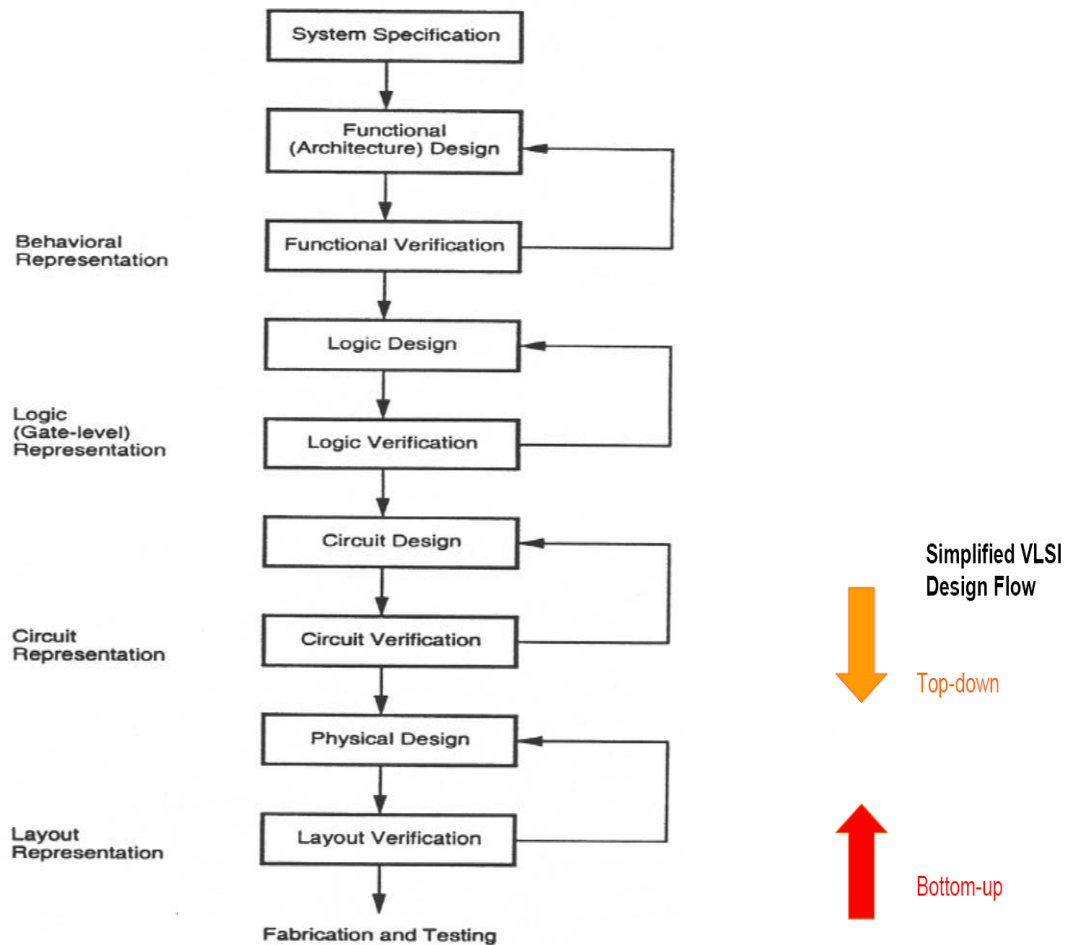 System Specification
Functional
(Architecture) Design
Behavioral
Representation
Functional Verification
Logic Design
Logic
(Gate-level)
Representation
Logic Verification
Circuit Design
Simplified VLSI
Design Flow
Circuit
Representation
Circuit Verification
Top-down
Physical Design
Layout
Representation
Layout Verification
Bottom-up
Fabrication and Testing